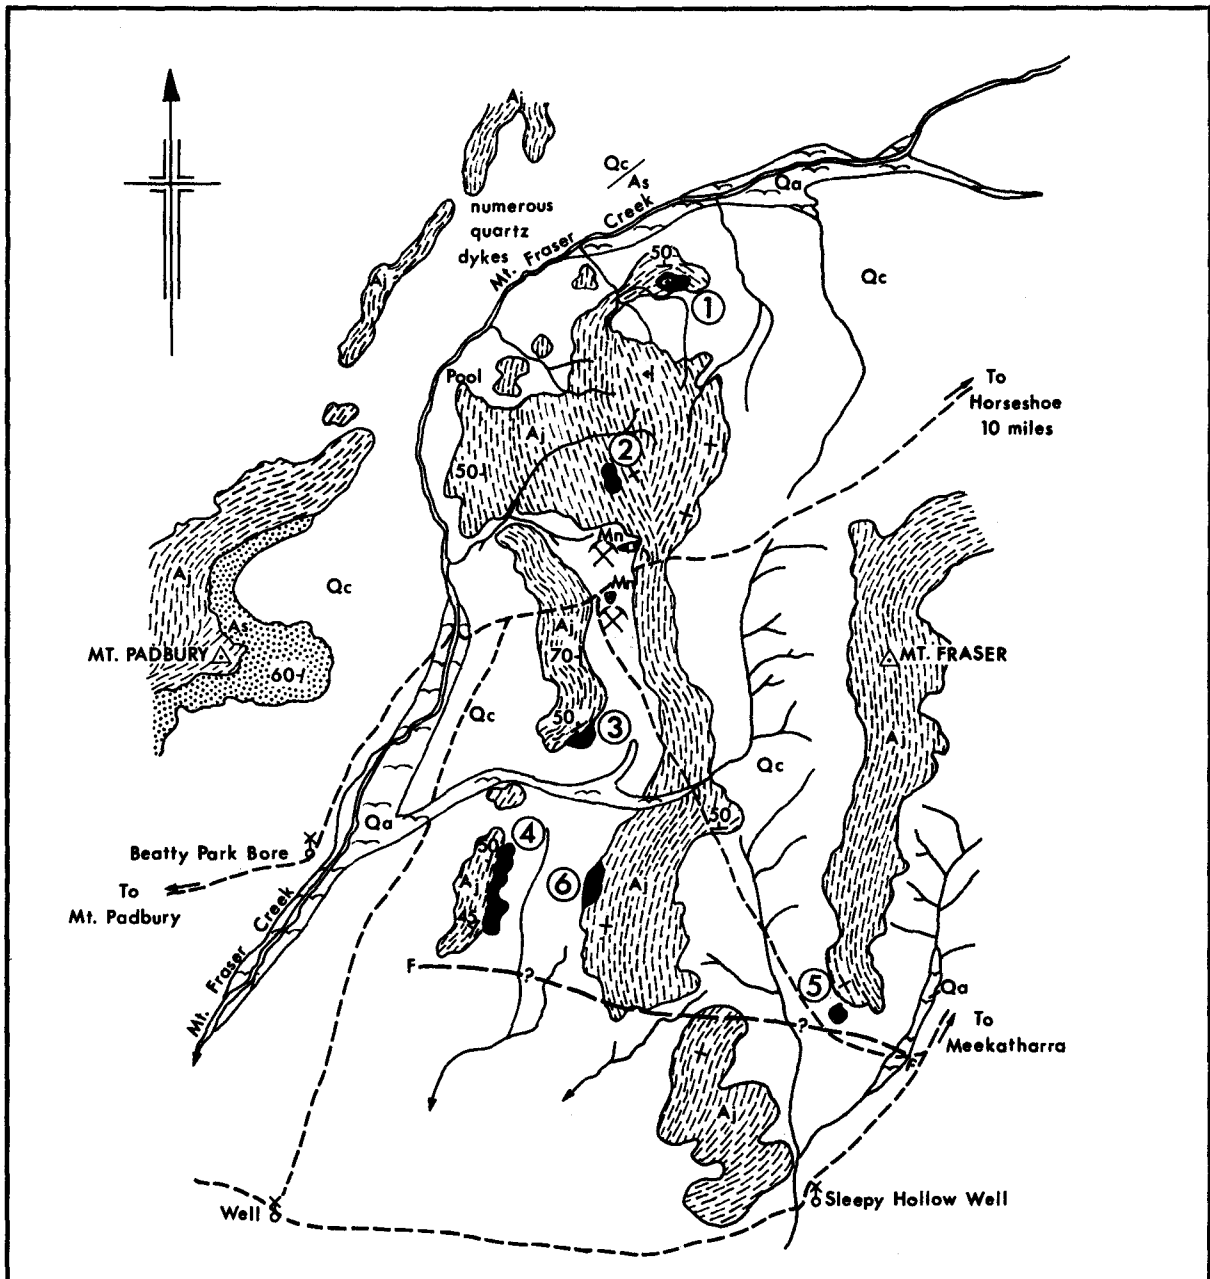 Aj
numerous
quartz
dykes
Qc/As
Mt. Fraser Creek
Qa
50
Qc
1
Pool
Aj
To
Horseshoe
10 miles
Aj
2
50
Mn
Mn
Aj
Qc
As
MT. PADBURY
60
Aj
70
MT. FRASER
Qc
50
3
A
Qc
Qa
50
Beatty Park Bore
50
4
To
Mt. Padbury
6
Aj
Aj
45
Mt. Fraser Creek
F
?
5
Qa
?
To
Meekatharra
Aj
Well
Sleepy Hollow Well